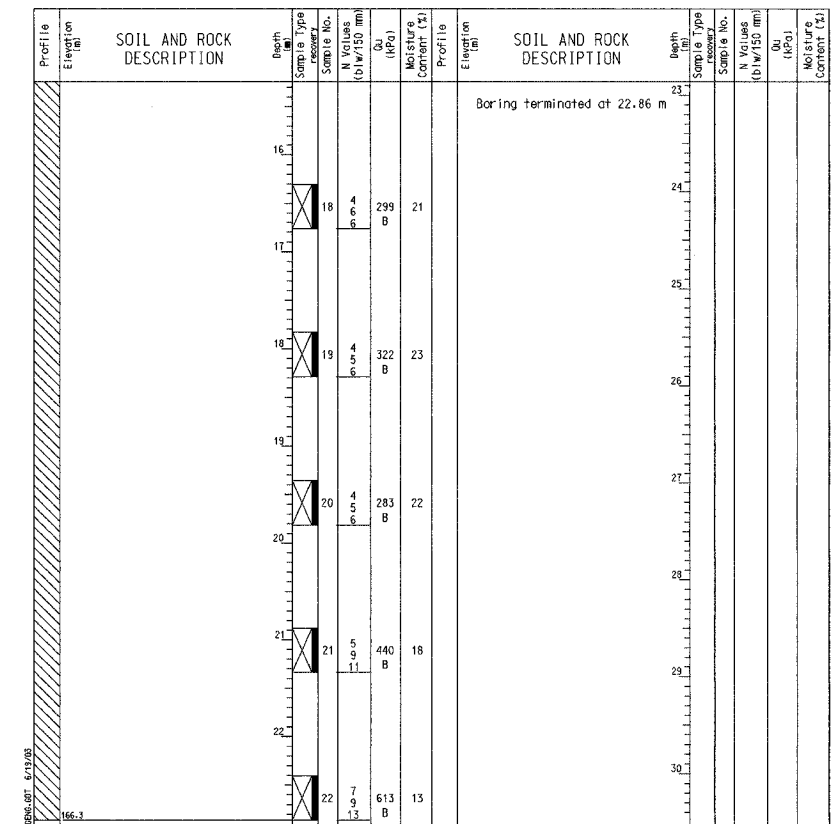 Profile
Elevation (m)
SOIL AND ROCK DESCRIPTION
Depth (m)
Sample Type recovery
Sample No.
N Values (blw/150 mm)
Qu (kPa)
Moisture Content (%)
16
18
4
6
6
299
B
21
17
18
19
4
5
6
322
B
23
19
20
4
5
6
283
B
22
20
21
21
5
9
11
440
B
18
22
22
7
9
13
613
B
13
166.3
6/19/03
Profile
Elevation (m)
SOIL AND ROCK DESCRIPTION
Depth (m)
Sample Type recovery
Sample No.
N Values (blw/150 mm)
Qu (kPa)
Moisture Content (%)
23
Boring terminated at 22.86 m
24
25
26
27
28
29
30